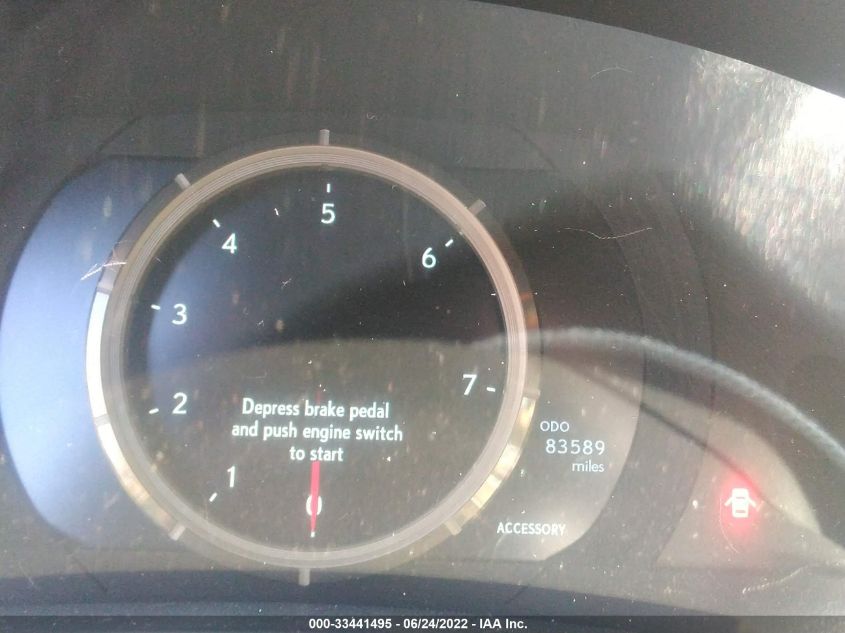 5
4
6
3
7
2
Depress brake pedal
and push engine switch
to start
1
0
ODO
83589
miles
ACCESSORY
000-33441495 - 06/24/2022 - IAA Inc.